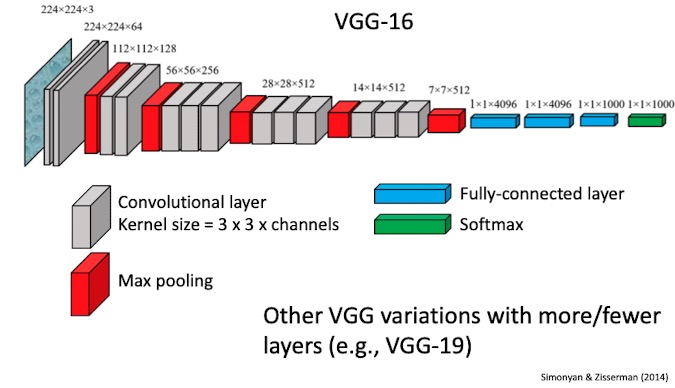 VGG-16
224×224×3
224×224×64
112×112×128
56×56×256
28×28×512
14×14×512
7×7×512
1×1×4096
1×1×4096
1×1×1000
1×1×1000
Convolutional layer
Kernel size = 3 x 3 x channels
Max pooling
Fully-connected layer
Softmax
Other VGG variations with more/fewer
layers (e.g., VGG-19)
Simonyan & Zisserman (2014)